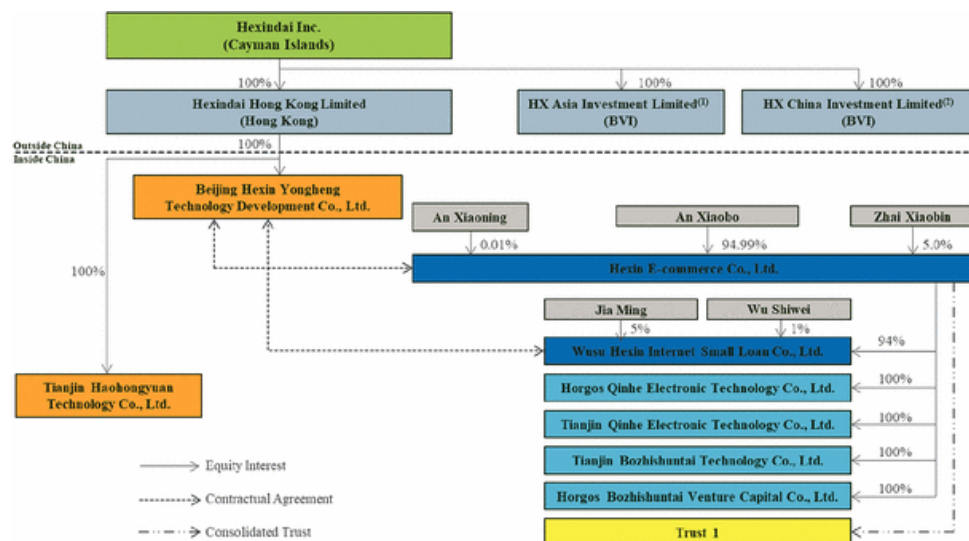 Hexindai Inc.
(Cayman Islands)
100%
100%
100%
Hexindai Hong Kong Limited
(Hong Kong)
HX Asia Investment Limited(1)
(BVI)
HX China Investment Limited(2)
(BVI)
Outside China
100%
Inside China
Beijing Hexin Yongheng
Technology Development Co., Ltd.
An Xiaoning
An Xiaobo
Zhai Xiaobin
0.01%
94.99%
5.0%
100%
Hexin E-commerce Co., Ltd.
Jia Ming
Wu Shiwei
5%
1%
Wusu Hexin Internet Small Loan Co., Ltd.
94%
Tianjin Haohongyuan
Technology Co., Ltd.
Horgos Qinhe Electronic Technology Co., Ltd.
100%
Tianjin Qinhe Electronic Technology Co., Ltd.
100%
Tianjin Bozhishuntai Technology Co., Ltd.
100%
Horgos Bozhishuntai Venture Capital Co., Ltd.
100%
Trust 1
Equity Interest
Contractual Agreement
Consolidated Trust